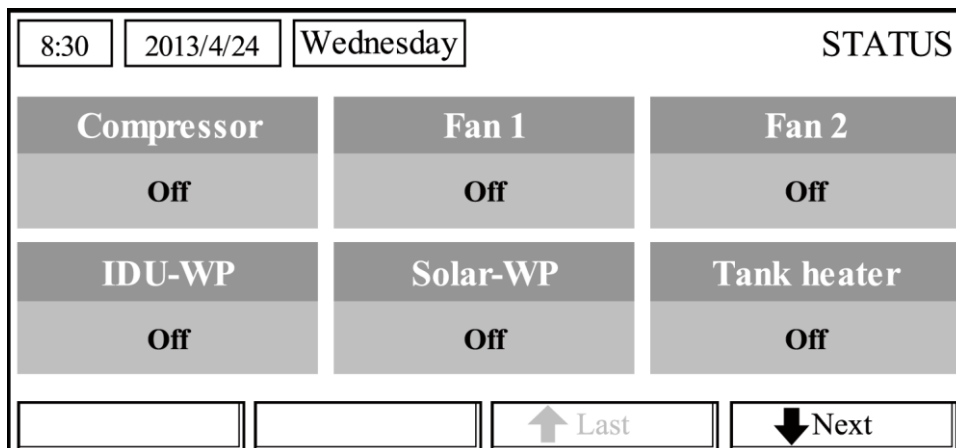 8:30 2013/4/24 Wednesday STATUS
Compressor Fan 1 Fan 2
Off Off Off
IDU-WP Solar-WP Tank heater
Off Off Off
Last Next